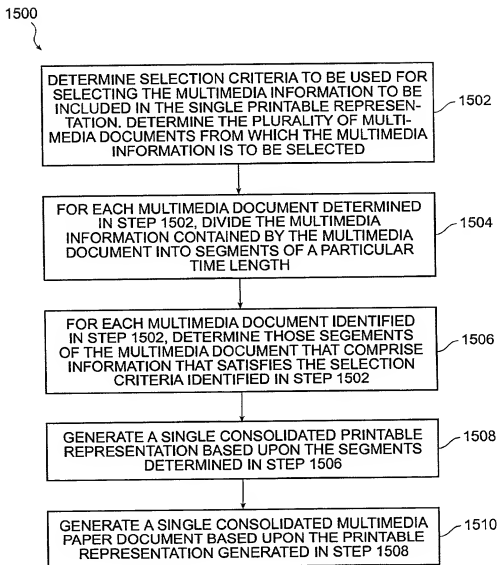 1500
DETERMINE SELECTION CRITERIA TO BE USED FOR
SELECTING THE MULTIMEDIA INFORMATION TO BE
INCLUDED IN THE SINGLE PRINTABLE REPRESEN-
TATION. DETERMINE THE PLURALITY OF MULTI-
MEDIA DOCUMENTS FROM WHICH THE MULTIMEDIA
INFORMATION IS TO BE SELECTED
1502
FOR EACH MULTIMEDIA DOCUMENT DETERMINED
IN STEP 1502, DIVIDE THE MULTIMEDIA
INFORMATION CONTAINED BY THE MULTIMEDIA
DOCUMENT INTO SEGMENTS OF A PARTICULAR
TIME LENGTH
1504
FOR EACH MULTIMEDIA DOCUMENT IDENTIFIED
IN STEP 1502, DETERMINE THOSE SEGEMENTS
OF THE MULTIMEDIA DOCUMENT THAT COMPRISE
INFORMATION THAT SATISFIES THE SELECTION
CRITERIA IDENTIFIED IN STEP 1502
1506
GENERATE A SINGLE CONSOLIDATED PRINTABLE
REPRESENTATION BASED UPON THE SEGMENTS
DETERMINED IN STEP 1506
1508
GENERATE A SINGLE CONSOLIDATED MULTIMEDIA
PAPER DOCUMENT BASED UPON THE PRINTABLE
REPRESENTATION GENERATED IN STEP 1508
1510